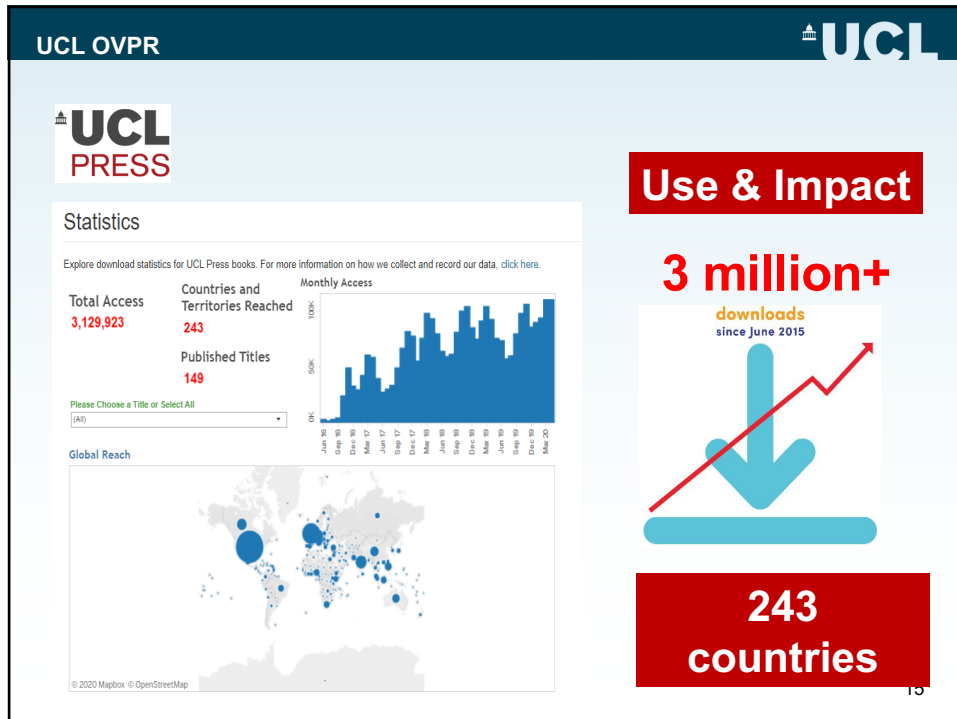 UCL OVPR
UCL
UCL
PRESS
Use & Impact
Statistics
Explore download statistics for UCL Press books. For more information on how we collect and record our data, click here.
Total Access
3,129,923
Countries and
Territories Reached
243
Published Titles
149
Please Choose a Title or Select All
(All)
Monthly Access
100K
50K
0K
Jun 16
Sep 16
Dec 16
Mar 17
Jun 17
Sep 17
Dec 17
Mar 18
Jun 18
Sep 18
Dec 18
Mar 19
Jun 19
Sep 19
Dec 19
Mar 20
Global Reach
© 2020 Mapbox © OpenStreetMap
3 million+
downloads
since June 2015
243
countries
15